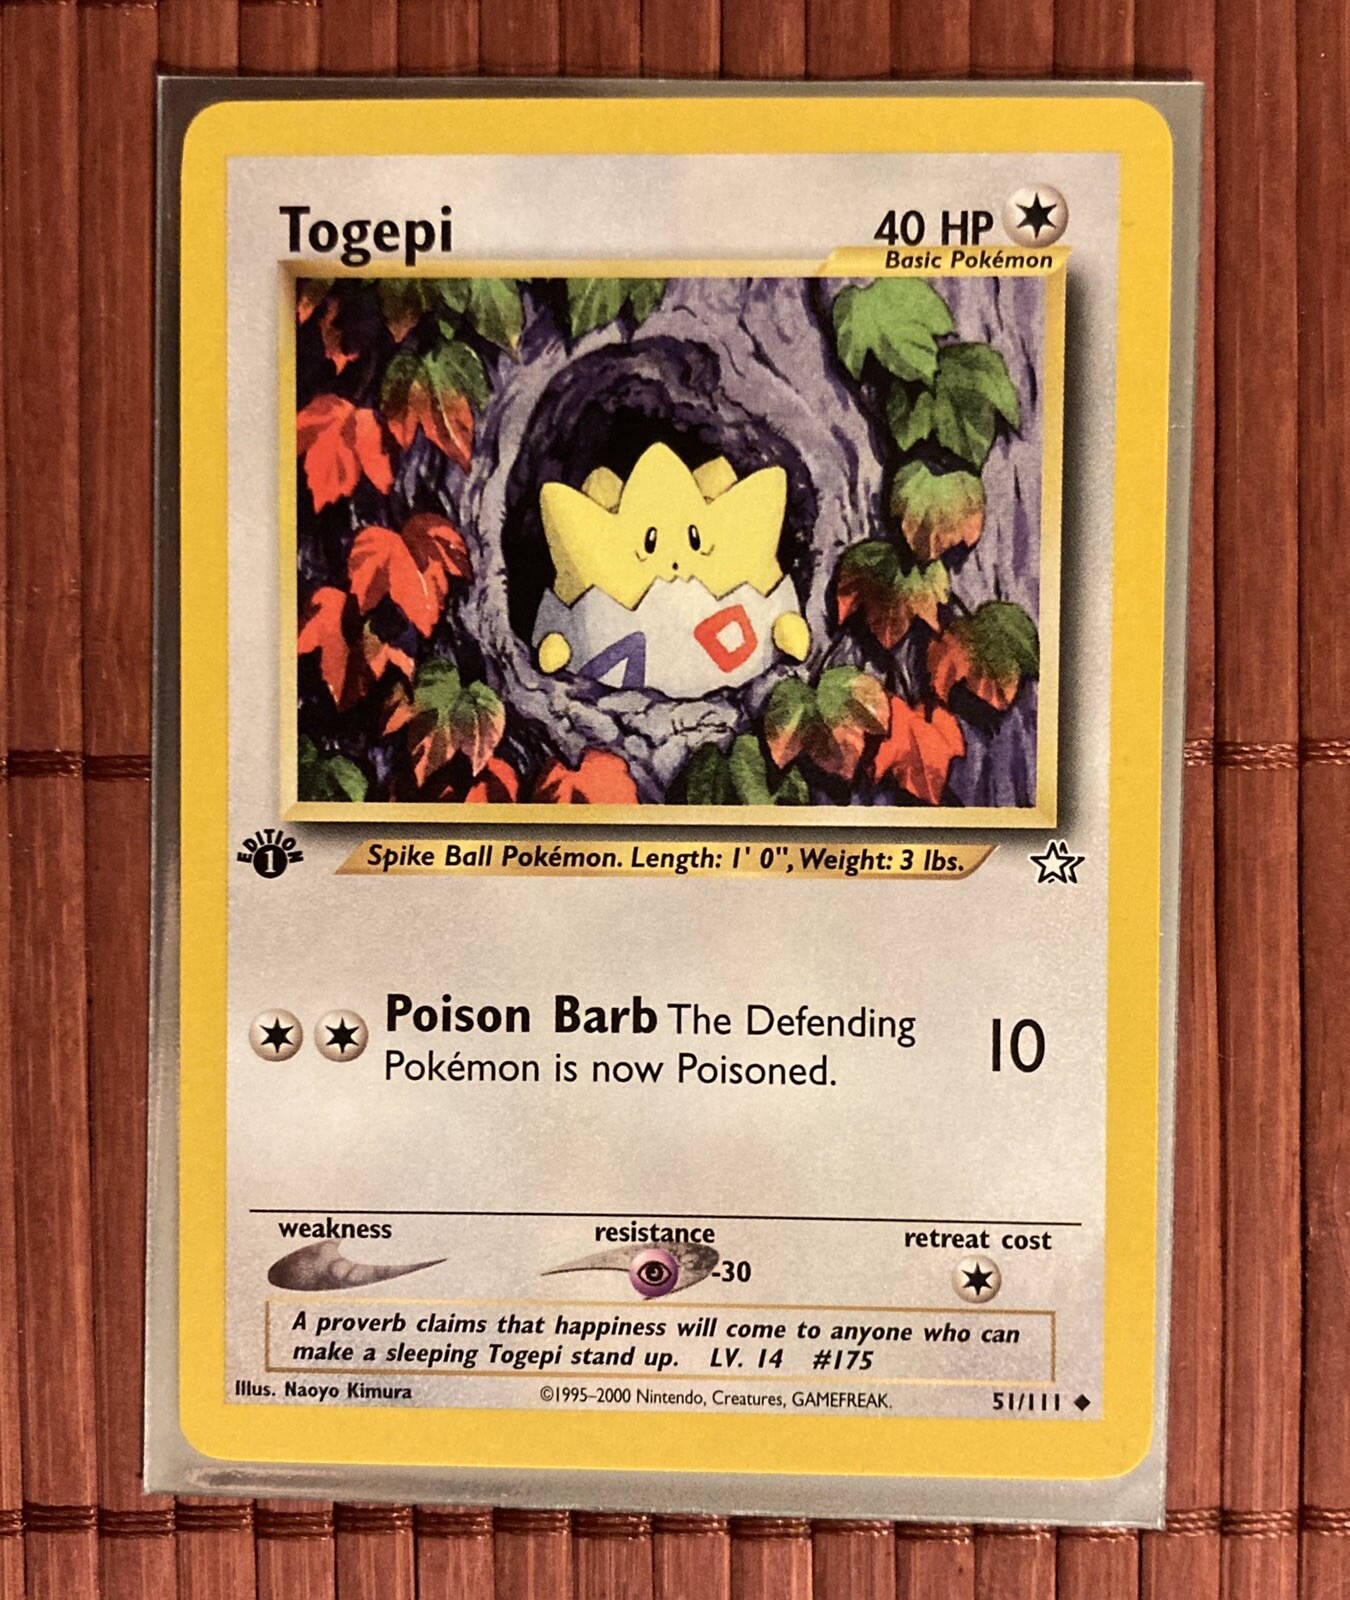 Togepi
40 HP
Basic Pokémon
EDITION
1
Spike Ball Pokémon. Length: 1' 0", Weight: 3 lbs.
Poison Barb The Defending
Pokémon is now Poisoned.
10
weakness
resistance
-30
retreat cost
A proverb claims that happiness will come to anyone who can
make a sleeping Togepi stand up. LV. 14 #175
Illus. Naoyo Kimura
©1995–2000 Nintendo, Creatures, GAMEFREAK.
51/111